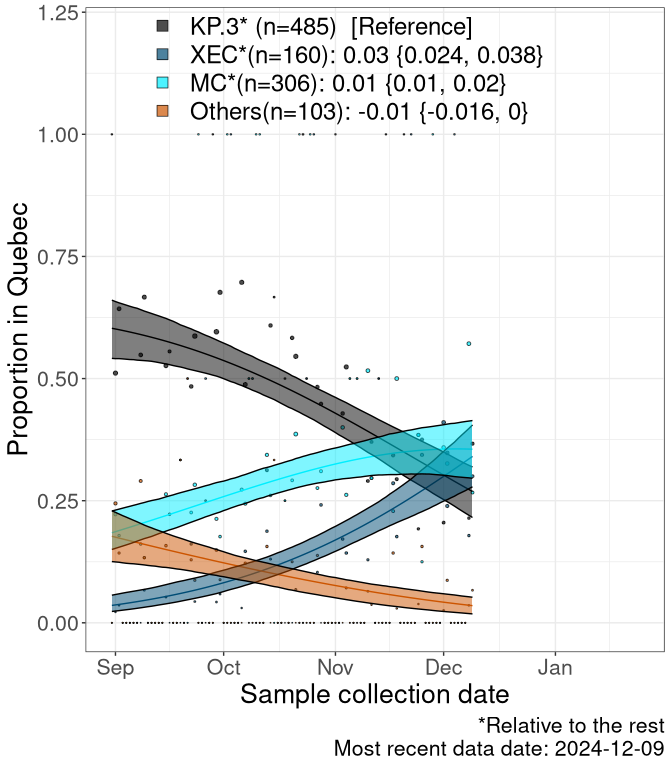 KP.3* (n=485)  [Reference]
XEC*(n=160): 0.03 {0.024, 0.038}
MC*(n=306): 0.01 {0.01, 0.02}
Others(n=103): -0.01 {-0.016, 0}
1.25
1.00
0.75
0.50
0.25
0.00
Proportion in Quebec
Sep Oct Nov Dec Jan
Sample collection date
*Relative to the rest
Most recent data date: 2024-12-09